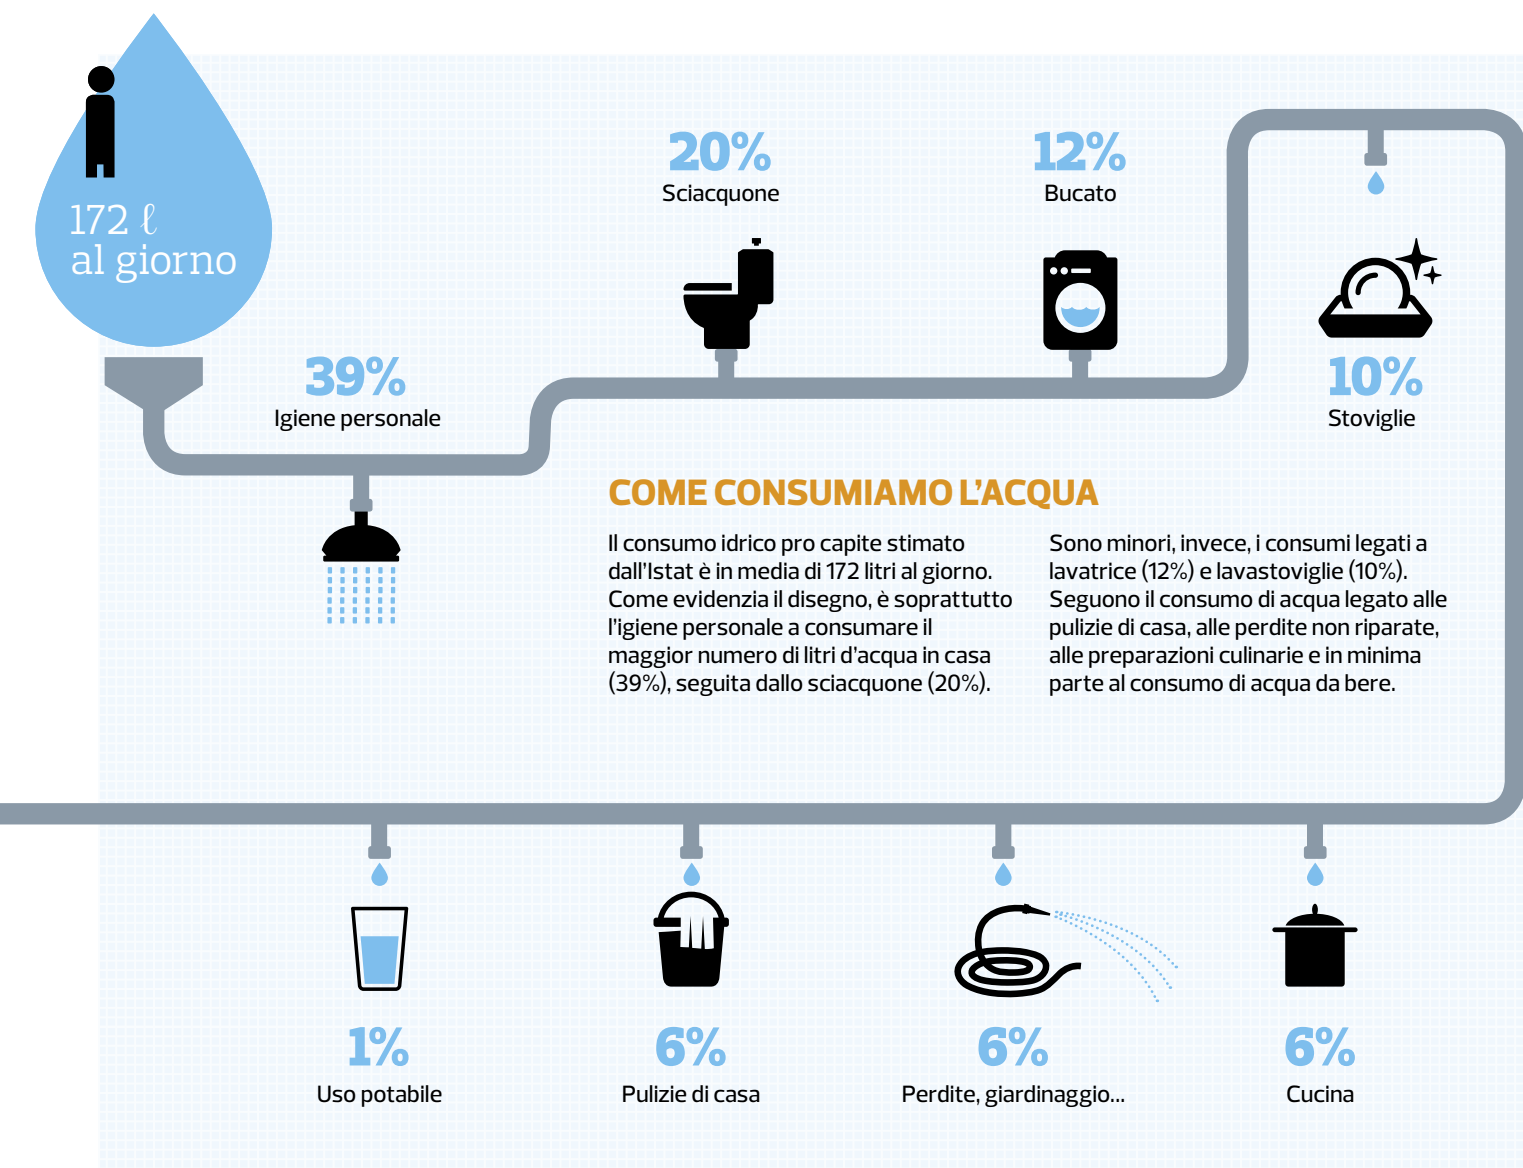 172 ℓ
al giorno
39%
Igiene personale
20%
Sciacquone
12%
Bucato
10%
Stoviglie
COME CONSUMIAMO L’ACQUA
Il consumo idrico pro capite stimato
dall’Istat è in media di 172 litri al giorno.
Come evidenzia il disegno, è soprattutto
l’igiene personale a consumare il
maggior numero di litri d’acqua in casa
(39%), seguita dallo sciacquone (20%).
Sono minori, invece, i consumi legati a
lavatrice (12%) e lavastoviglie (10%).
Seguono il consumo di acqua legato alle
pulizie di casa, alle perdite non riparate,
alle preparazioni culinarie e in minima
parte al consumo di acqua da bere.
1%
Uso potabile
6%
Pulizie di casa
6%
Perdite, giardinaggio...
6%
Cucina